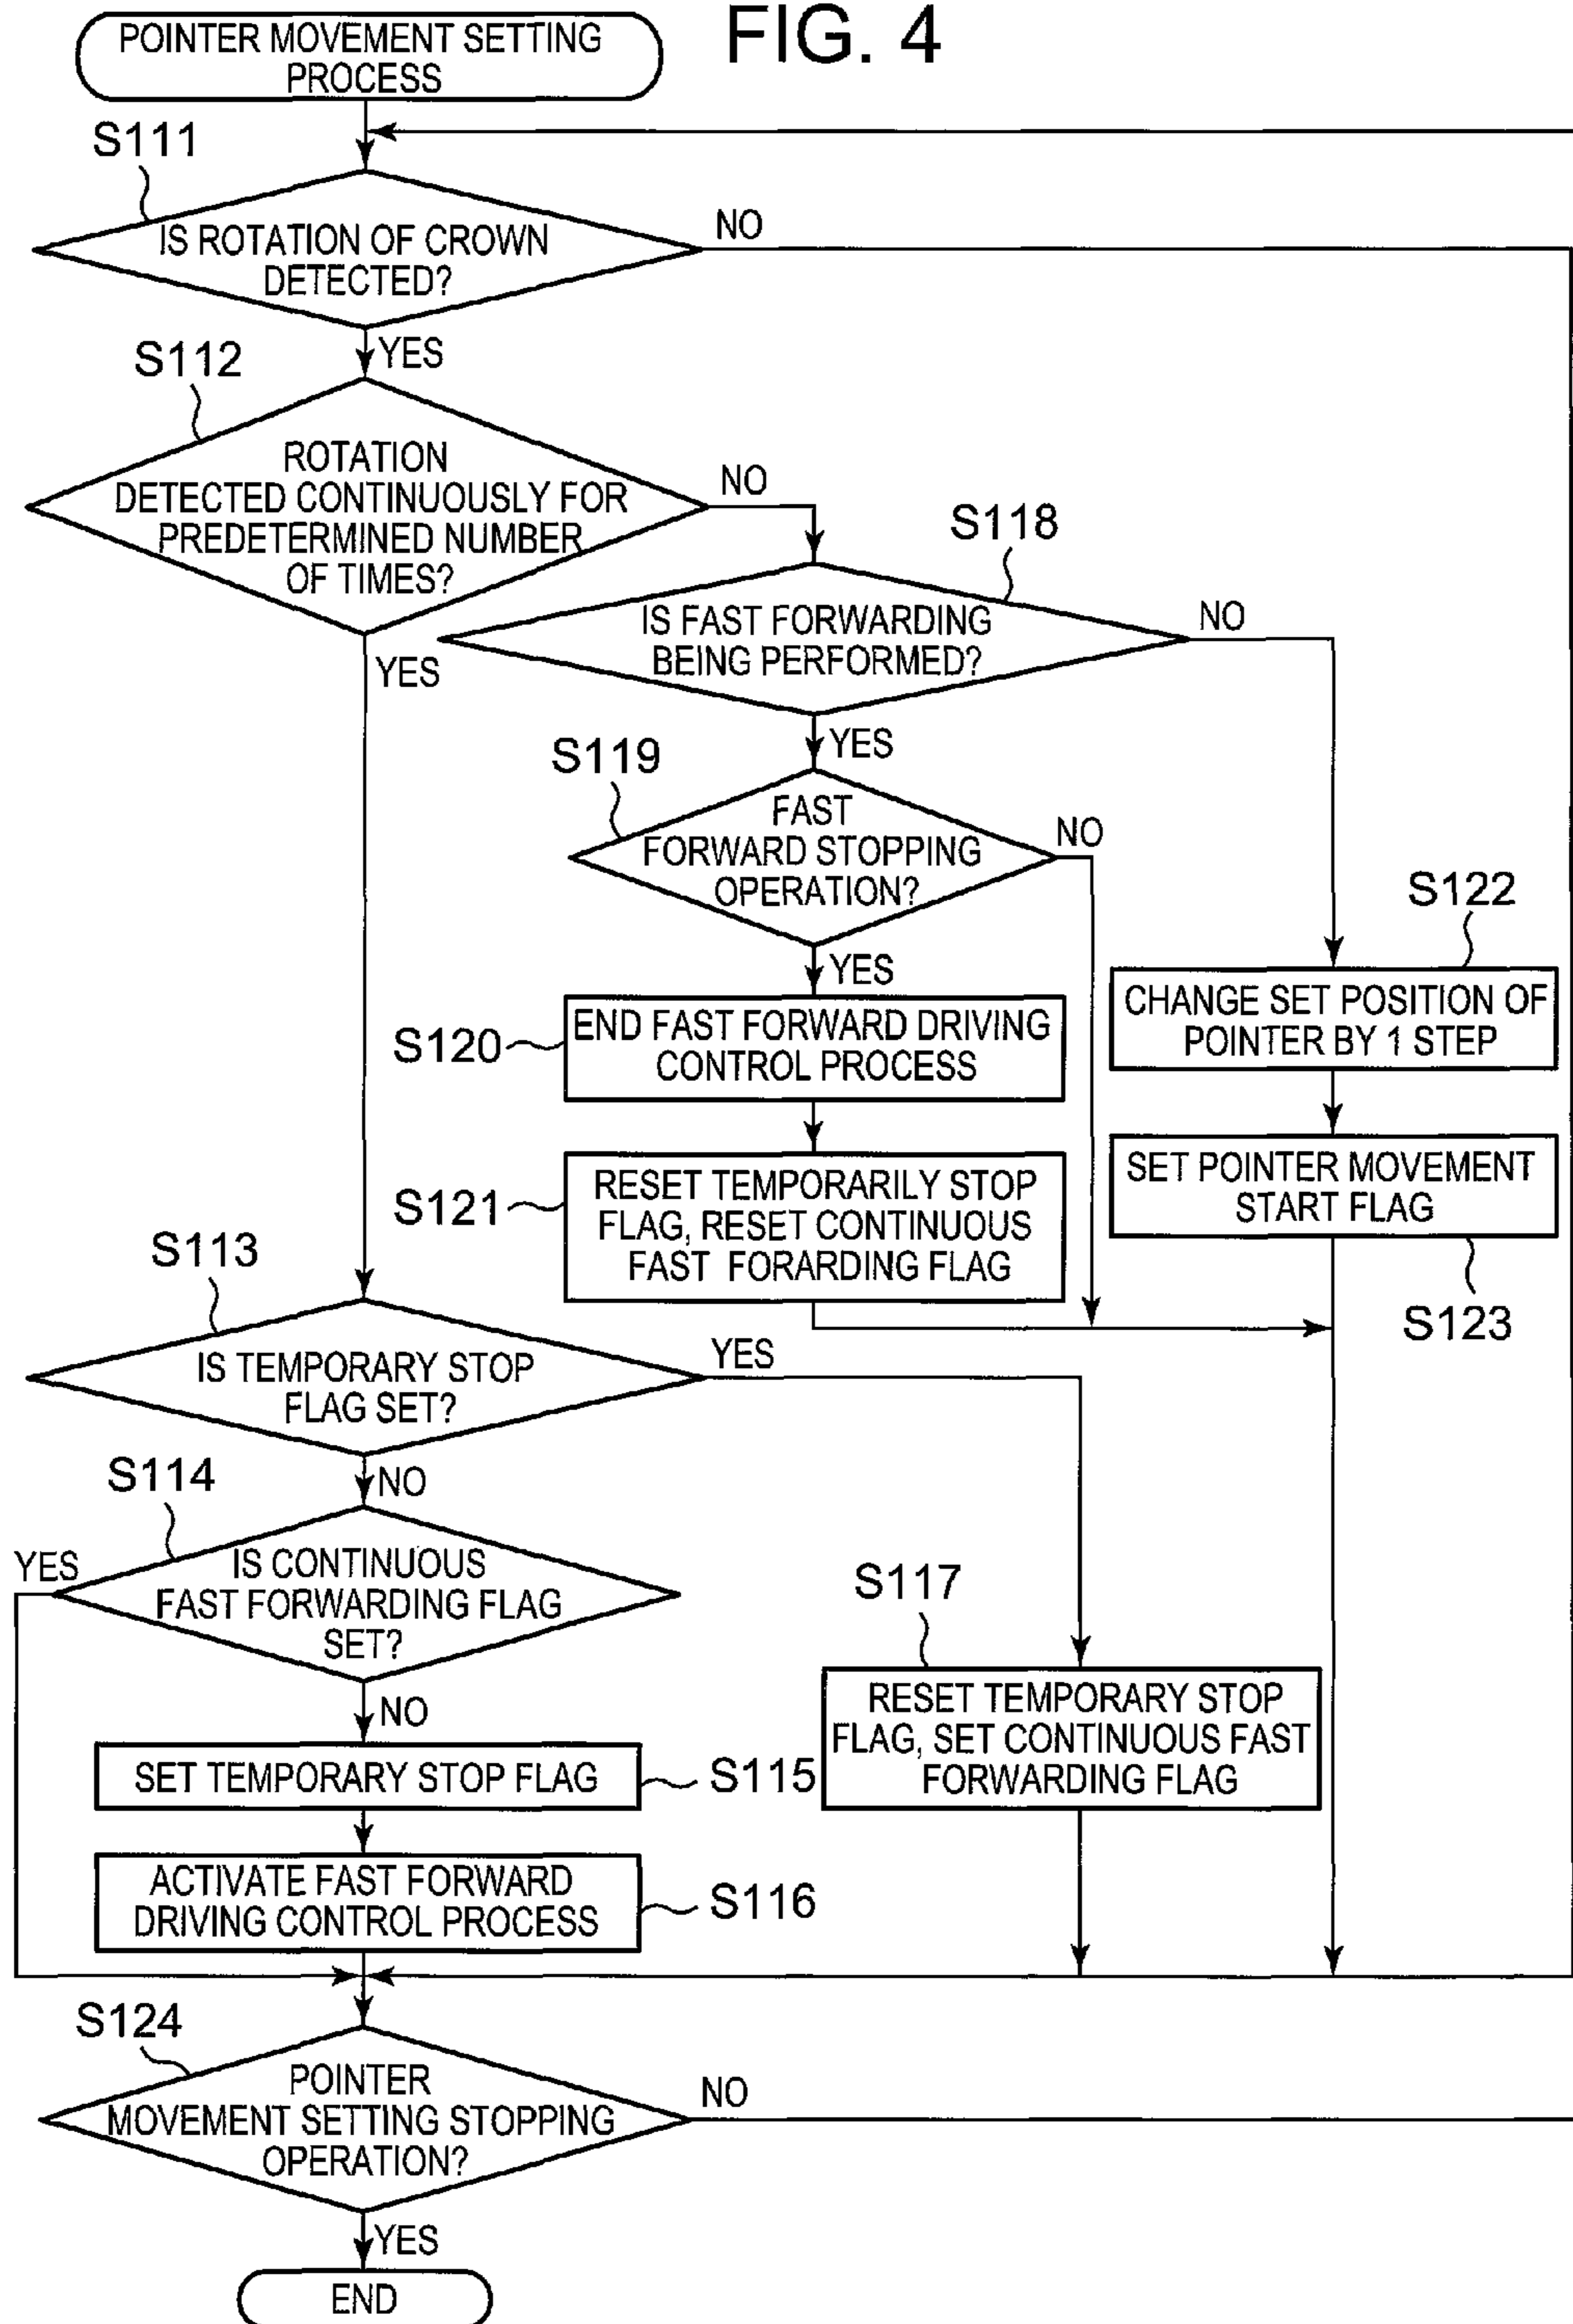 FIG. 4
POINTER MOVEMENT SETTING
PROCESS
S111
IS ROTATION OF CROWN
DETECTED?
NO
YES
S112
ROTATION
DETECTED CONTINUOUSLY FOR
PREDETERMINED NUMBER
OF TIMES?
NO
YES
S118
IS FAST FORWARDING
BEING PERFORMED?
NO
YES
S119
FAST
FORWARD STOPPING
OPERATION?
NO
YES
S122
CHANGE SET POSITION OF
POINTER BY 1 STEP
S120
END FAST FORWARD DRIVING
CONTROL PROCESS
SET POINTER MOVEMENT
START FLAG
S123
S121
RESET TEMPORARILY STOP
FLAG, RESET CONTINUOUS
FAST FORARDING FLAG
S113
IS TEMPORARY STOP
FLAG SET?
YES
NO
S114
IS CONTINUOUS
FAST FORWARDING FLAG
SET?
YES
NO
S117
RESET TEMPORARY STOP
FLAG, SET CONTINUOUS FAST
FORWARDING FLAG
SET TEMPORARY STOP FLAG
S115
ACTIVATE FAST FORWARD
DRIVING CONTROL PROCESS
S116
S124
POINTER
MOVEMENT SETTING STOPPING
OPERATION?
NO
YES
END